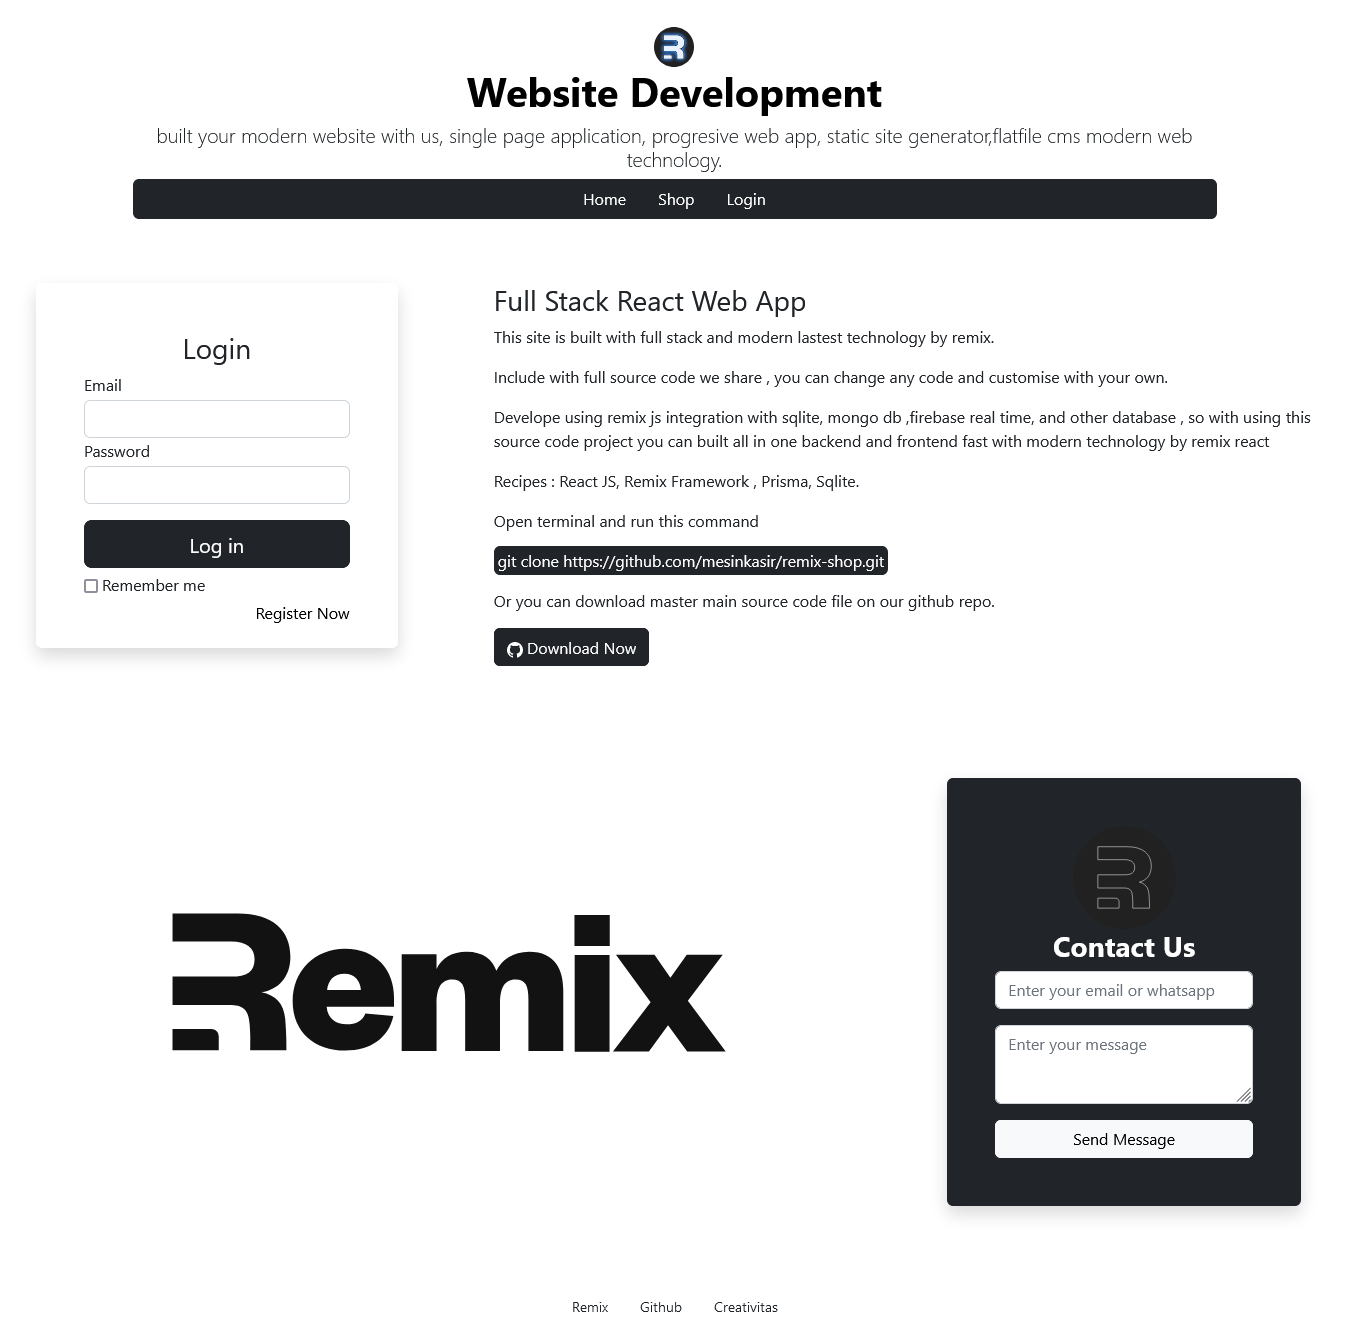 Website Development
built your modern website with us, single page application, progresive web app, static site generator,flatfile cms modern web
technology.
Home Shop Login
Login
Email
Password
Log in
Remember me
Register Now
Full Stack React Web App
This site is built with full stack and modern lastest technology by remix.
Include with full source code we share , you can change any code and customise with your own.
Develope using remix js integration with sqlite, mongo db ,firebase real time, and other database , so with using this
source code project you can built all in one backend and frontend fast with modern technology by remix react
Recipes : React JS, Remix Framework , Prisma, Sqlite.
Open terminal and run this command
git clone https://github.com/mesinkasir/remix-shop.git
Or you can download master main source code file on our github repo.
Download Now
Remix
Contact Us
Enter your email or whatsapp
Enter your message
Send Message
Remix Github Creativitas